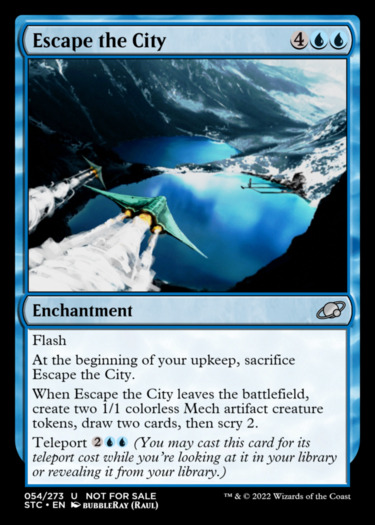 Escape the City 4
Enchantment
Flash
At the beginning of your upkeep, sacrifice
Escape the City.
When Escape the City leaves the battlefield,
create two 1/1 colorless Mech artifact creature
tokens, draw two cards, then scry 2.
Teleport 2 (You may cast this card for its
teleport cost while you're looking at it in your library
or revealing it from your library.)
054/273 U NOT FOR SALE
STC • EN BUBBLERAY (RAUL)
™ & © 2022 Wizards of the Coast